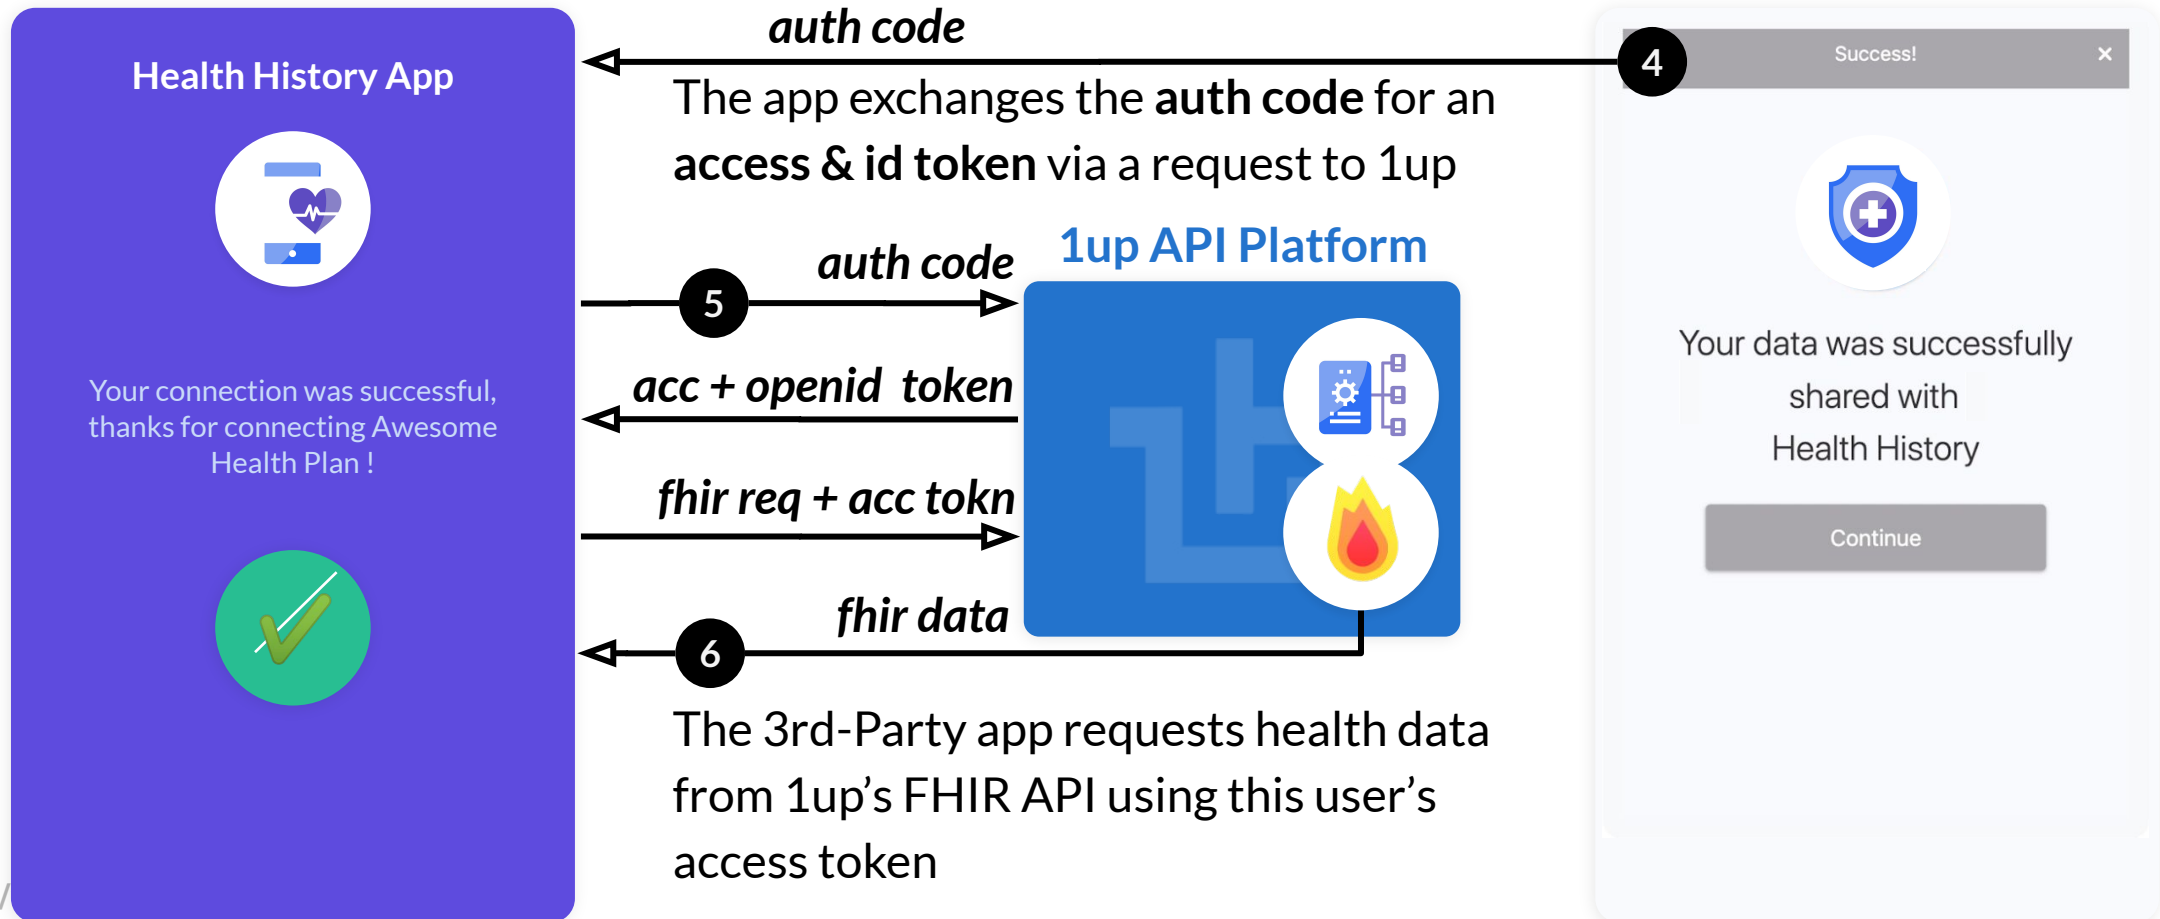 Health History App
Your connection was successful,
thanks for connecting Awesome
Health Plan !
auth code
4
The app exchanges the auth code for an
access & id token via a request to 1up
1up API Platform
auth code
5
acc + openid  token
fhir req + acc tokn
fhir data
6
The 3rd-Party app requests health data
from 1up’s FHIR API using this user’s
access token
Success!
×
Your data was successfully
shared with
Health History
Continue
/